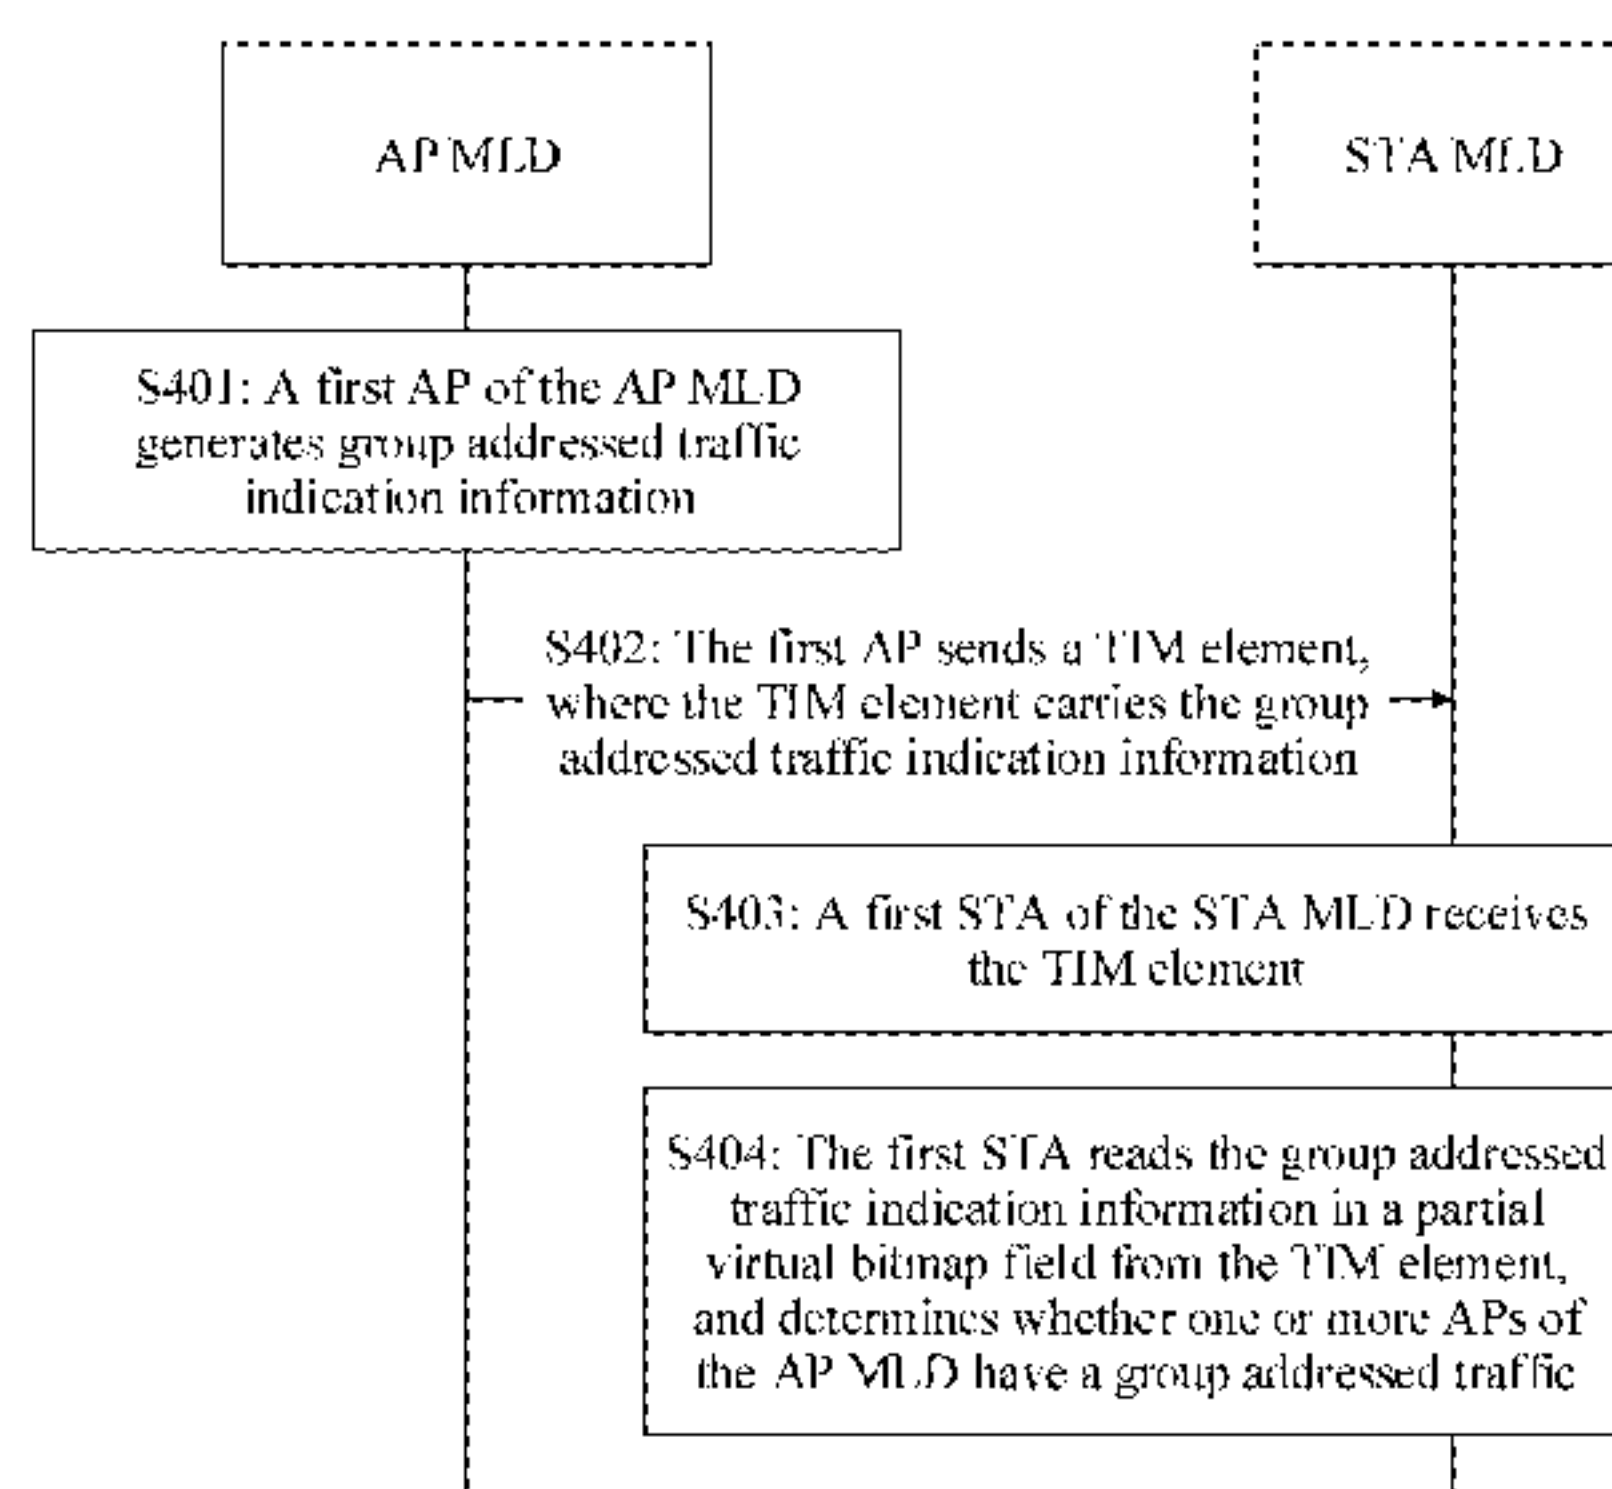 AP MLD
STA MLD
S401: A first AP of the AP MLD
generates group addressed traffic
indication information
S402: The first AP sends a TIM element,
where the TIM element carries the group
addressed traffic indication information
S403: A first STA of the STA MLD receives
the TIM element
S404: The first STA reads the group addressed
traffic indication information in a partial
virtual bitmap field from the TIM element,
and determines whether one or more APs of
the AP MLD have a group addressed traffic